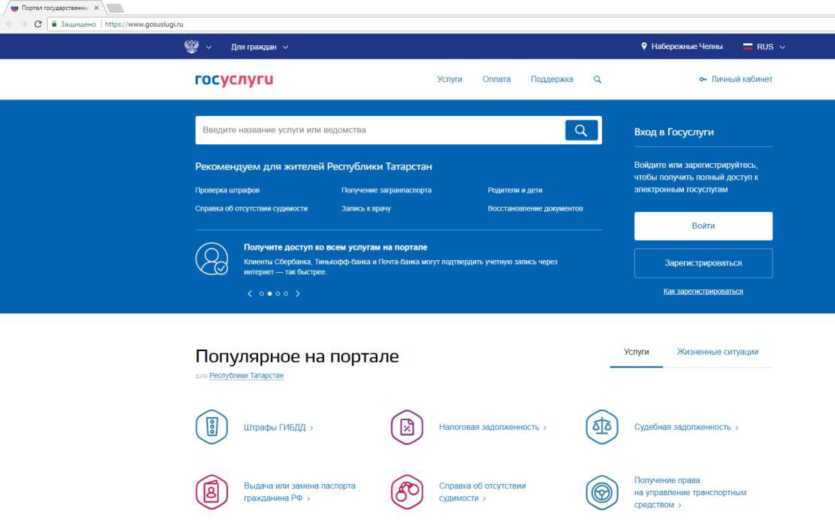 Портал государственны
Защищено https://www.gosuslugi.ru
Для граждан
Набережные Челны
RUS
госуслуги
Услуги
Оплата
Поддержка
Личный кабинет
Введите название услуги или ведомства
Рекомендуем для жителей Республики Татарстан
Проверка штрафов
Получение загранпаспорта
Родители и дети
Справка об отсутствии судимости
Запись к врачу
Восстановление документов
Получите доступ ко всем услугам на портале
Клиенты Сбербанка, Тинькофф-банка и Почта-банка могут подтвердить учетную запись через
интернет — так быстрее.
Вход в Госуслуги
Войдите или зарегистрируйтесь,
чтобы получить полный доступ к
электронным госуслугам
Войти
Зарегистрироваться
Как зарегистрироваться
Популярное на портале
для Республики Татарстан
Услуги
Жизненные ситуации
Штрафы ГИБДД
Налоговая задолженность
Судебная задолженность
Выдача или замена паспорта
гражданина РФ
Справка об отсутствии
судимости
Получение права
на управление транспортным
средством